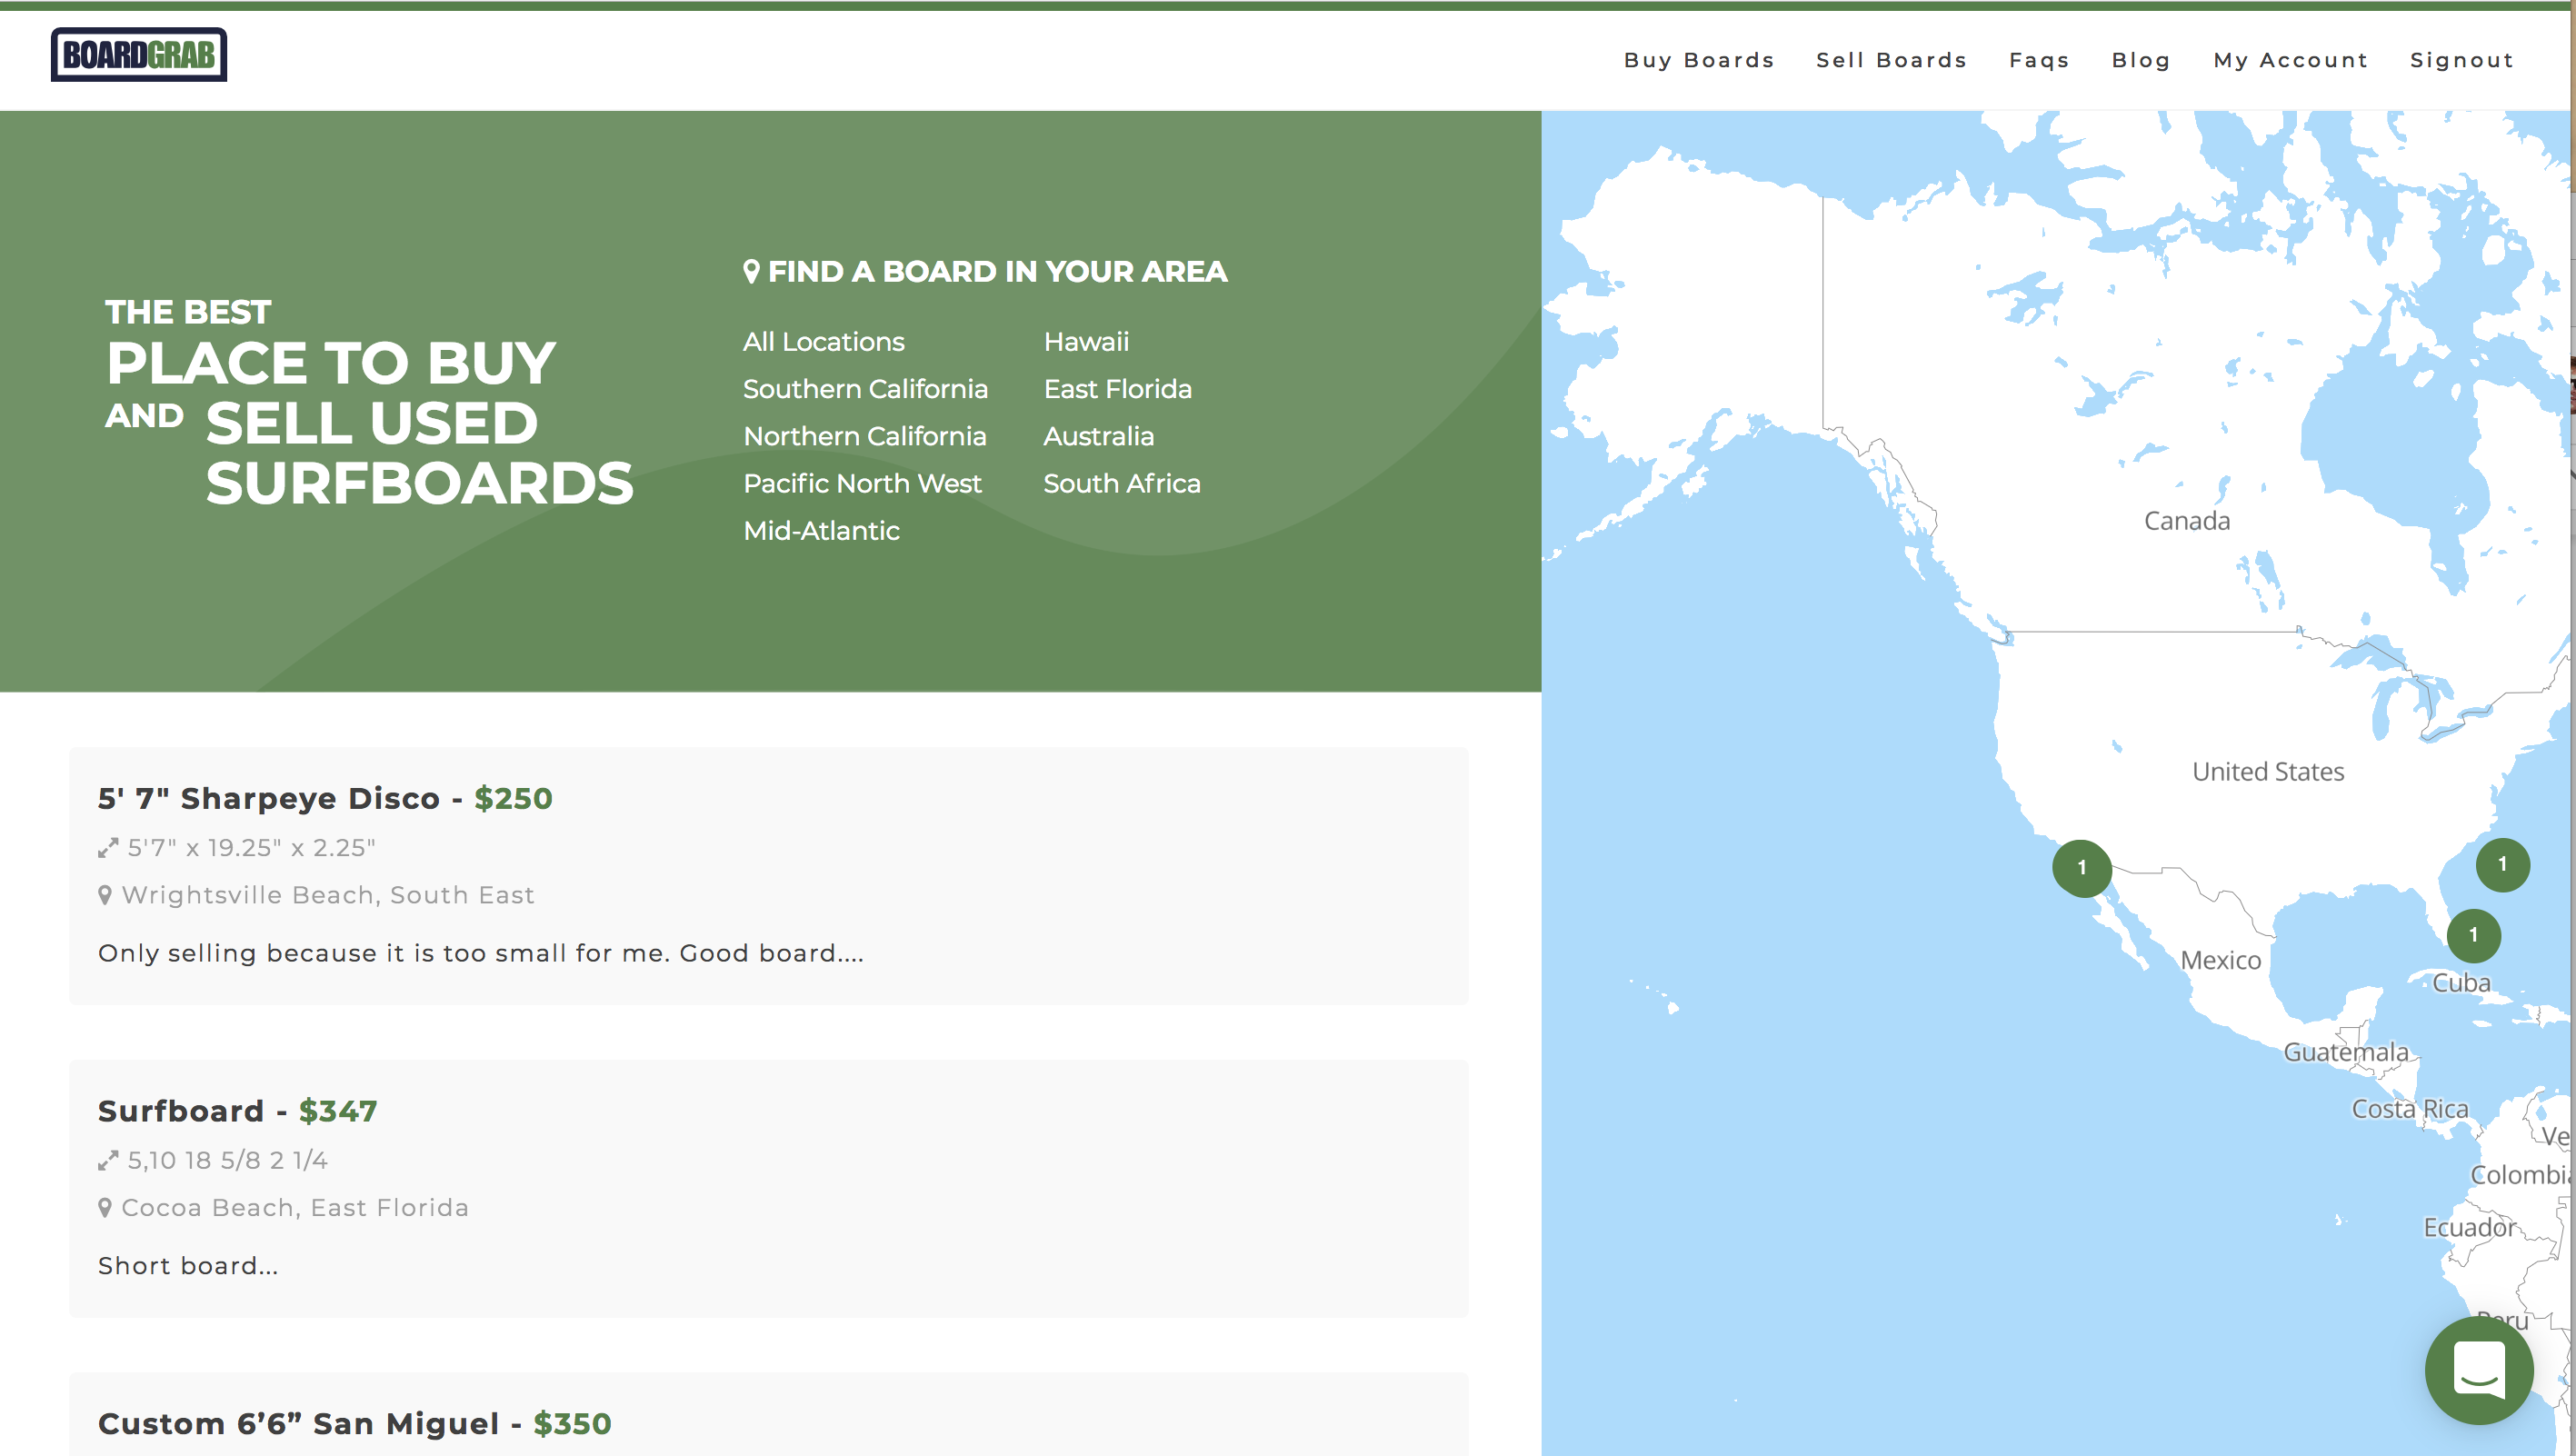 BOARDGRAB
Buy Boards
Sell Boards
Faqs
Blog
My Account
Signout
THE BEST
PLACE TO BUY
AND SELL USED
SURFBOARDS
FIND A BOARD IN YOUR AREA
All Locations
Southern California
Northern California
Pacific North West
Mid-Atlantic
Hawaii
East Florida
Australia
South Africa
5' 7" Sharpeye Disco - $250
5'7" x 19.25" x 2.25"
Wrightsville Beach, South East
Only selling because it is too small for me. Good board....
Surfboard - $347
5,10 18 5/8 2 1/4
Cocoa Beach, East Florida
Short board...
Custom 6’6” San Miguel - $350
Canada
United States
1
1
1
Mexico
Cuba
Guatemala
Costa Rica
Ve
Colombia
Ecuador
Peru